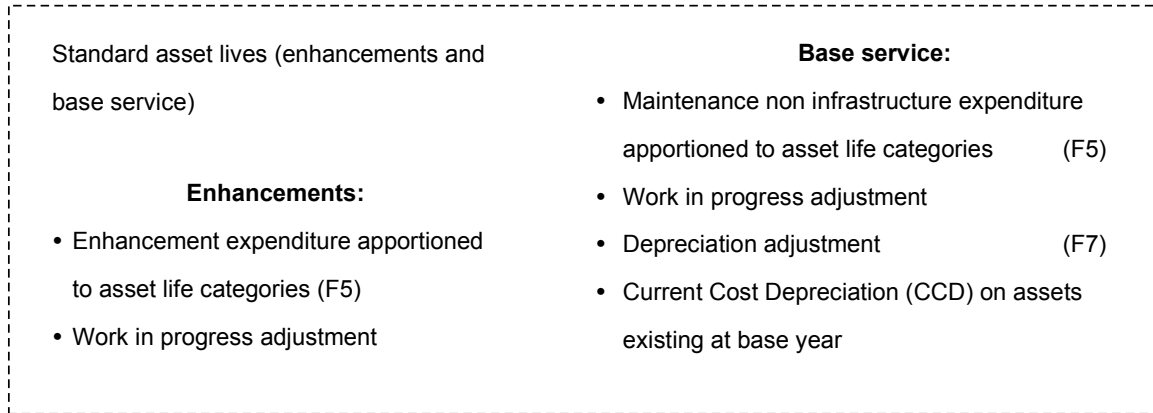 Standard asset lives (enhancements and
base service)
Enhancements:
• Enhancement expenditure apportioned
to asset life categories (F5)
• Work in progress adjustment
Base service:
• Maintenance non infrastructure expenditure
apportioned to asset life categories (F5)
• Work in progress adjustment
• Depreciation adjustment (F7)
• Current Cost Depreciation (CCD) on assets
existing at base year